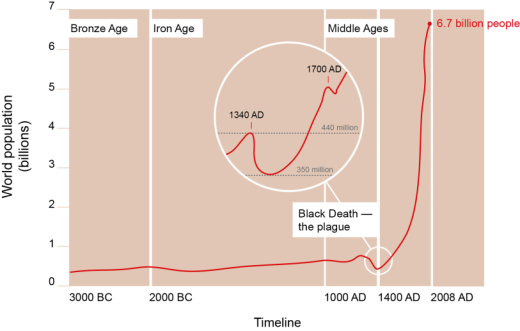 7
6
5
4
3
2
1
0
World population
(billions)
Bronze Age
Iron Age
Middle Ages
6.7 billion people
1700 AD
1340 AD
440 million
350 million
Black Death —
the plague
3000 BC
2000 BC
1000 AD
1400 AD
2008 AD
Timeline